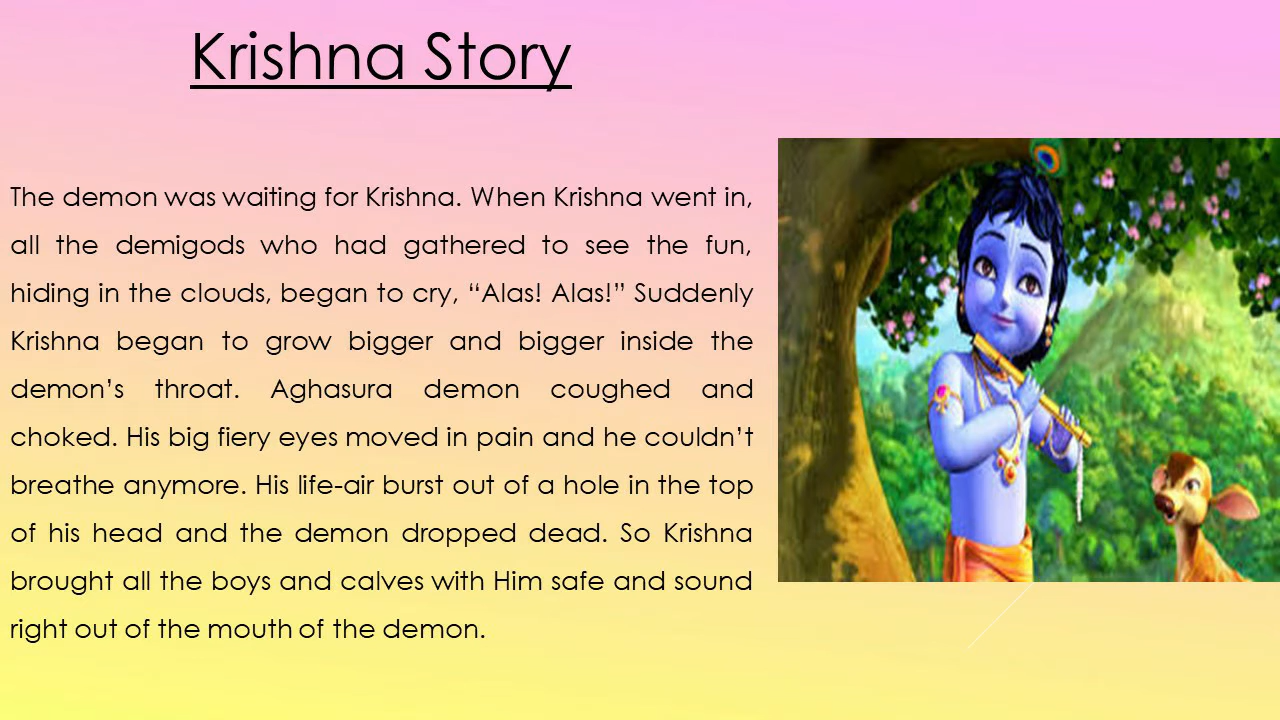 Krishna Story
The demon was waiting for Krishna. When Krishna went in,
all the demigods who had gathered to see the fun,
hiding in the clouds, began to cry, “Alas! Alas!” Suddenly
Krishna began to grow bigger and bigger inside the
demon’s throat. Aghasura demon coughed and
choked. His big fiery eyes moved in pain and he couldn’t
breathe anymore. His life-air burst out of a hole in the top
of his head and the demon dropped dead. So Krishna
brought all the boys and calves with Him safe and sound
right out of the mouth of the demon.